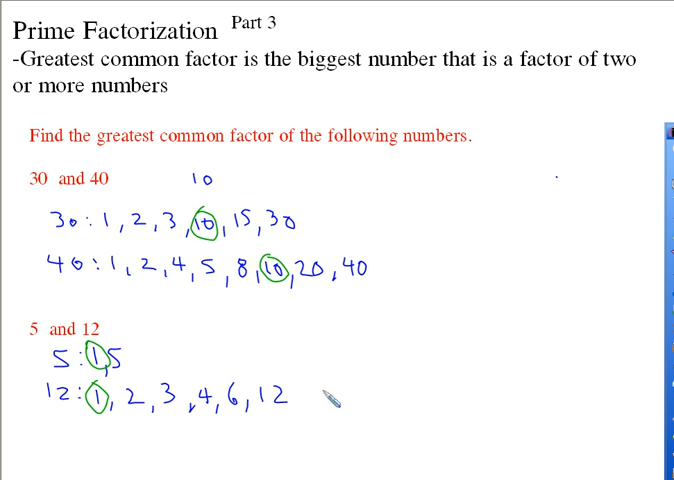 Prime Factorization Part 3
-Greatest common factor is the biggest number that is a factor of two
or more numbers
Find the greatest common factor of the following numbers.
30 and 40 10
30 : 1 , 2 , 3 , 10 , 15 , 30
40 : 1 , 2 , 4 , 5 , 8 , 10 , 20 , 40
5 and 12
5 : 1 , 5
12 : 1 , 2 , 3 , 4 , 6 , 12